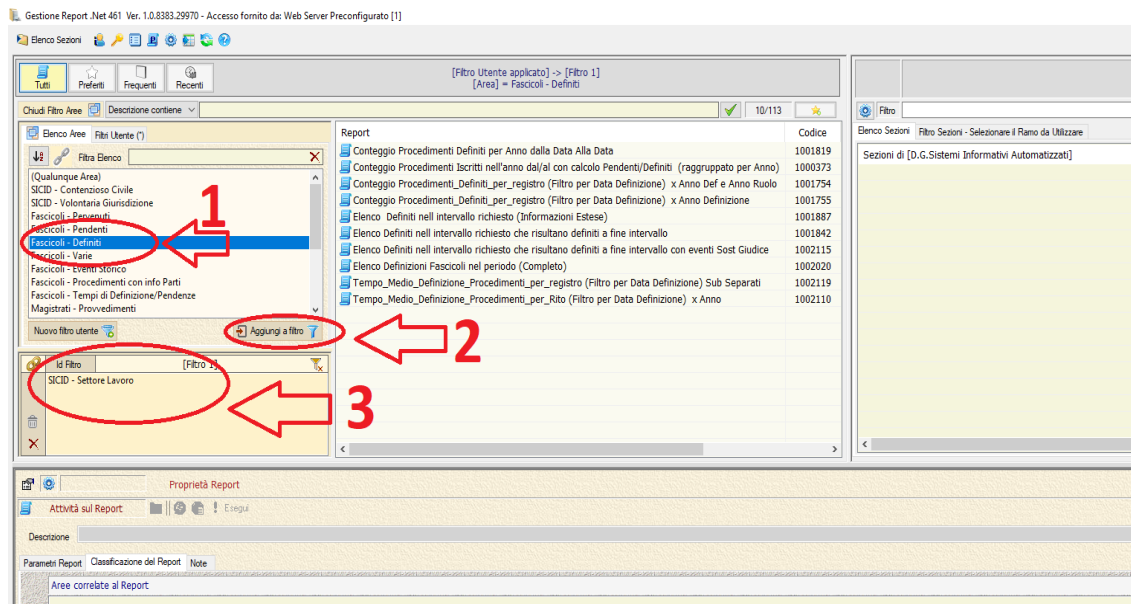 Gestione Report .Net 461 Ver. 1.0.8383.29970 - Accesso fornito da: Web Server Preconfigurato [1]
Elenco Sezioni
Tutti Preferiti Frequenti Recenti
[Filtro Utente applicato] -> [Filtro 1]
[Area] = Fascicoli - Definiti
Chiudi Filtro Aree Descrizione contiene 10/113
Filtro
Elenco Aree Filtri Utente (*)
Filtra Elenco
(Qualunque Area)
SICID - Contenzioso Civile
SICID - Volontaria Giurisdizione
Fascicoli - Pervenuti
Fascicoli - Pendenti
Fascicoli - Definiti
Fascicoli - Varie
Fascicoli - Eventi Storico
Fascicoli - Procedimenti con info Parti
Fascicoli - Tempi di Definizione/Pendenze
Magistrati - Provvedimenti
1
Nuovo filtro utente Aggiungi a filtro
2
Id Filtro [Filtro 1]
SICID - Settore Lavoro
3
Report Codice
Conteggio Procedimenti Definiti per Anno dalla Data Alla Data 1001819
Conteggio Procedimenti Iscritti nell'anno dal/al con calcolo Pendenti/Definiti (raggruppato per Anno) 1000373
Conteggio Procedimenti_Definiti_per_registro (Filtro per Data Definizione) x Anno Def e Anno Ruolo 1001754
Conteggio Procedimenti_Definiti_per_registro (Filtro per Data Definizione) x Anno Definizione 1001755
Elenco Definiti nell intervallo richiesto (Informazioni Estese) 1001887
Elenco Definiti nell intervallo richiesto che risultano definiti a fine intervallo 1001842
Elenco Definiti nell intervallo richiesto che risultano definiti a fine intervallo con eventi Sost Giudice 1002115
Elenco Definizioni Fascicoli nel periodo (Completo) 1002020
Tempo_Medio_Definizione_Procedimenti_per_registro (Filtro per Data Definizione) Sub Separati 1002119
Tempo_Medio_Definizione_Procedimenti_per_Rito (Filtro per Data Definizione) x Anno 1002110
Elenco Sezioni Filtro Sezioni - Selezionare il Ramo da Utilizzare
Sezioni di [D.G.Sistemi Informativi Automatizzati]
Proprietà Report
Attività sul Report Esegui
Descrizione
Parametri Report Classificazione del Report Note
Aree correlate al Report